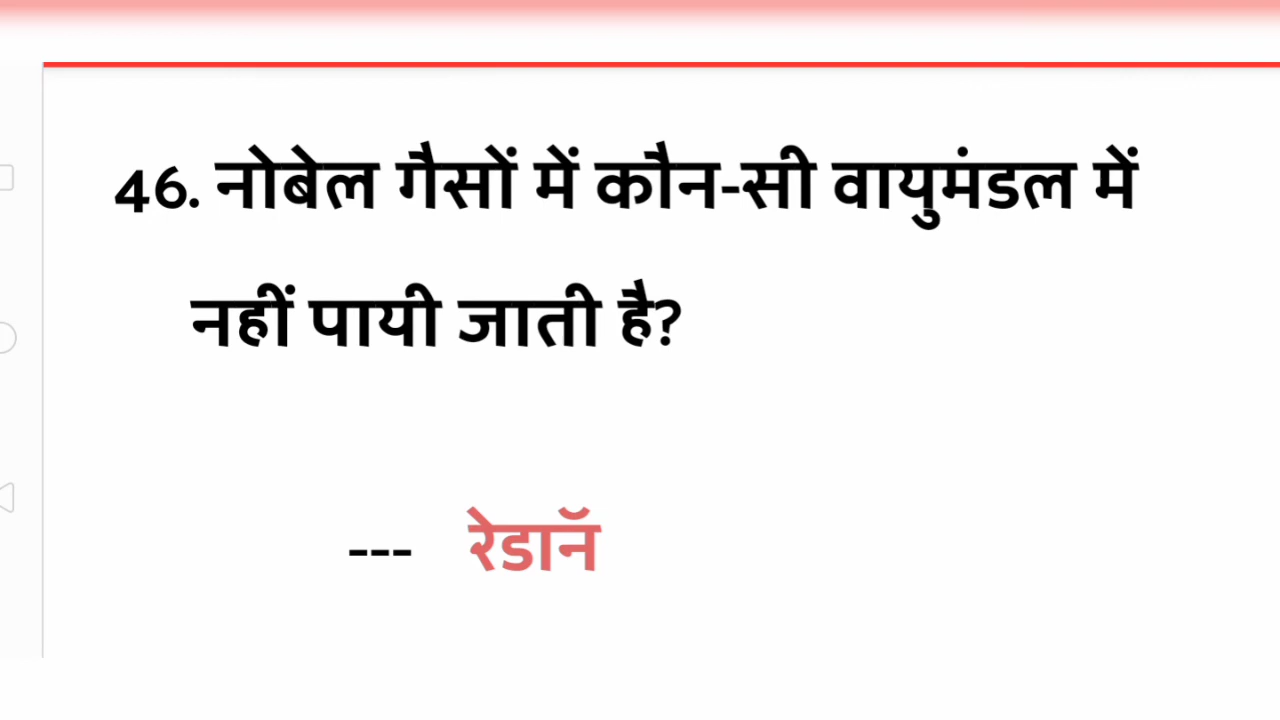 46. नोबेल गैसों में कौन-सी वायुमंडल में
नहीं पायी जाती है?
--- रेडानॅ